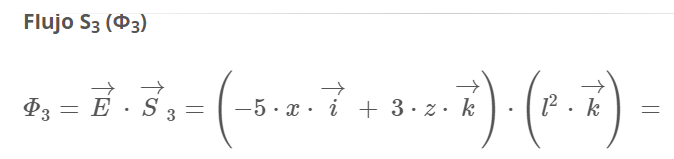 Flujo S₃ (Φ₃)
Φ₃ = E⃗ · S⃗ ₃ = (−5 · x · i⃗ + 3 · z · k⃗) · (l² · k⃗) =